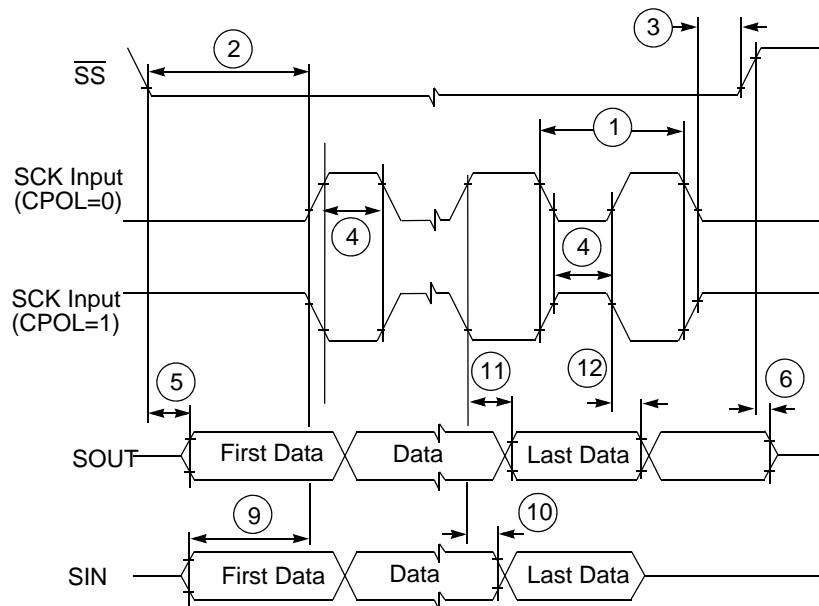 3
2
SS
1
SCK Input
(CPOL=0)
4
4
SCK Input
(CPOL=1)
5
11
12
6
SOUT
First Data
Data
Last Data
9
10
SIN
First Data
Data
Last Data